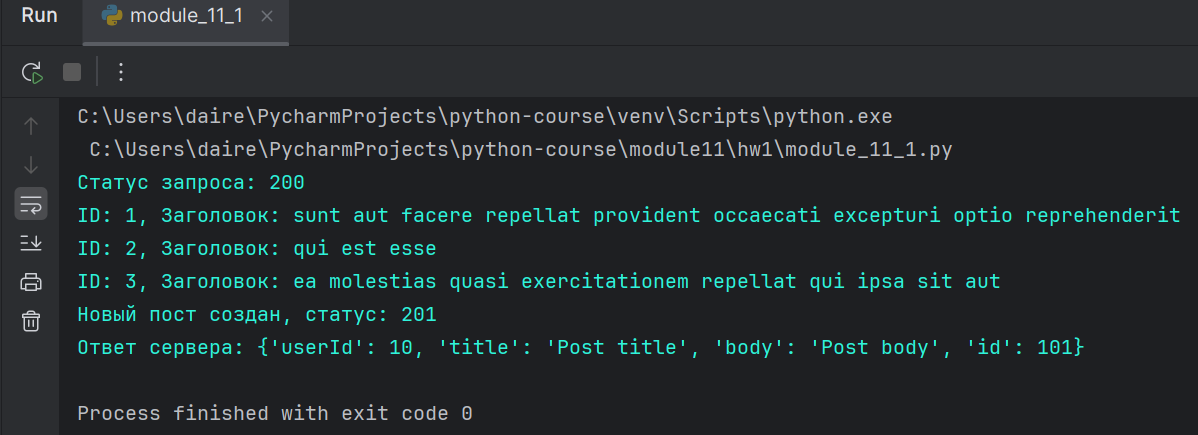 Run module_11_1
C:\Users\daire\PycharmProjects\python-course\venv\Scripts\python.exe
C:\Users\daire\PycharmProjects\python-course\module11\hw1\module_11_1.py
Статус запроса: 200
ID: 1, Заголовок: sunt aut facere repellat provident occaecati excepturi optio reprehenderit
ID: 2, Заголовок: qui est esse
ID: 3, Заголовок: ea molestias quasi exercitationem repellat qui ipsa sit aut
Новый пост создан, статус: 201
Ответ сервера: {'userId': 10, 'title': 'Post title', 'body': 'Post body', 'id': 101}
Process finished with exit code 0